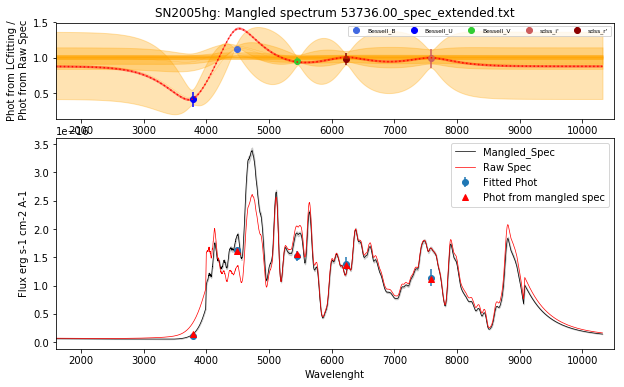 SN2005hg: Mangled spectrum 53736.00_spec_extended.txt
Phot from LCfitting /
Phot from Raw Spec
1.5
1.0
0.5
Bessell_B
Bessell_U
Bessell_V
sdss_i'
sdss_r'
2000 3000 4000 5000 6000 7000 8000 9000 10000
1e−16
Flux erg s-1 cm-2 A-1
3.5
3.0
2.5
2.0
1.5
1.0
0.5
0.0
Mangled_Spec
Raw Spec
Fitted Phot
Phot from mangled spec
2000 3000 4000 5000 6000 7000 8000 9000 10000
Wavelenght